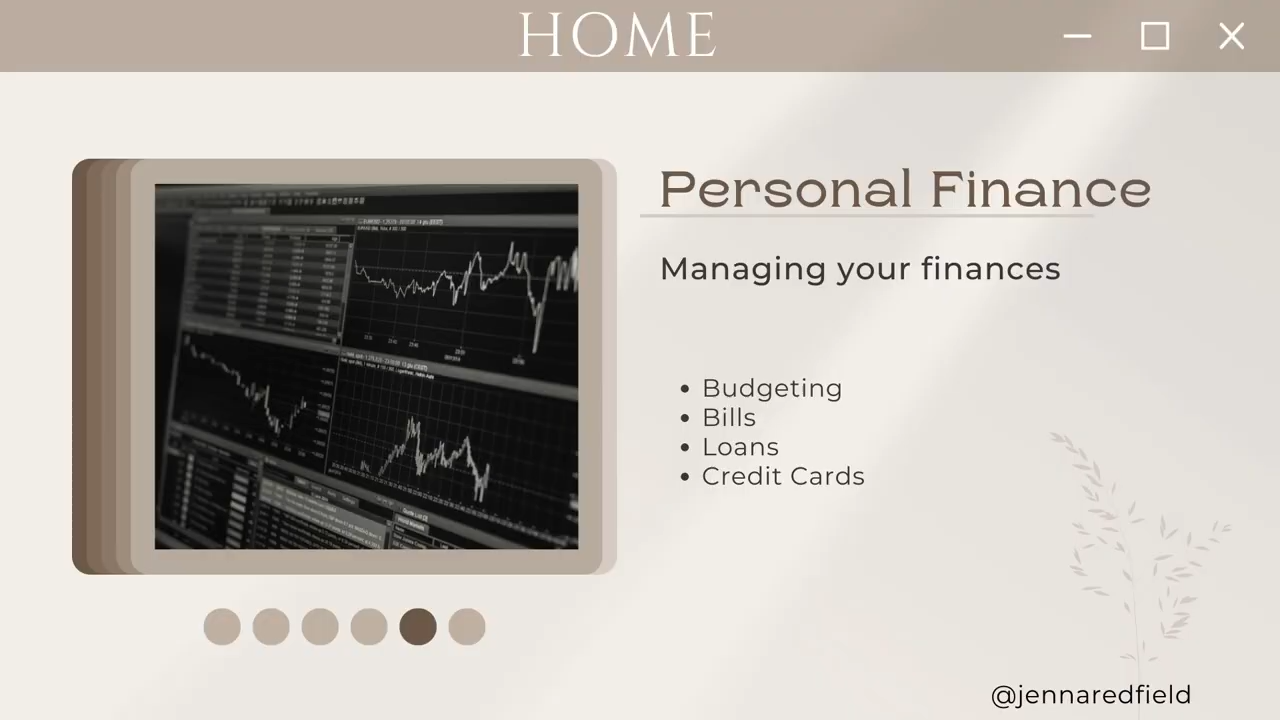 HOME
Personal Finance
Managing your finances
• Budgeting
• Bills
• Loans
• Credit Cards
@jennaredfield